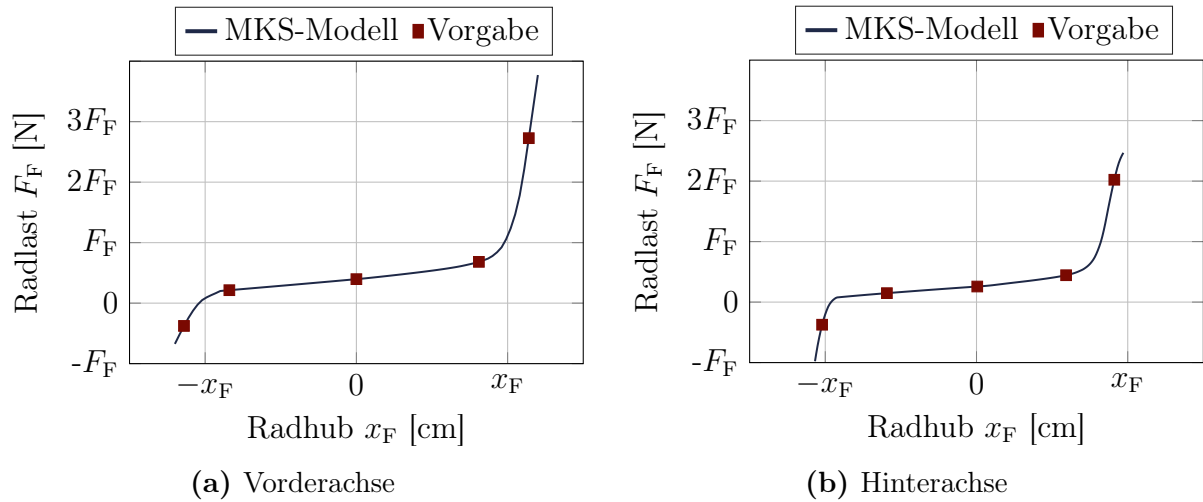 MKS-Modell Vorgabe
Radlast F_F [N]
3F_F
2F_F
F_F
0
-F_F
−x_F 0 x_F
Radhub x_F [cm]
(a) Vorderachse
MKS-Modell Vorgabe
Radlast F_F [N]
3F_F
2F_F
F_F
0
-F_F
−x_F 0 x_F
Radhub x_F [cm]
(b) Hinterachse